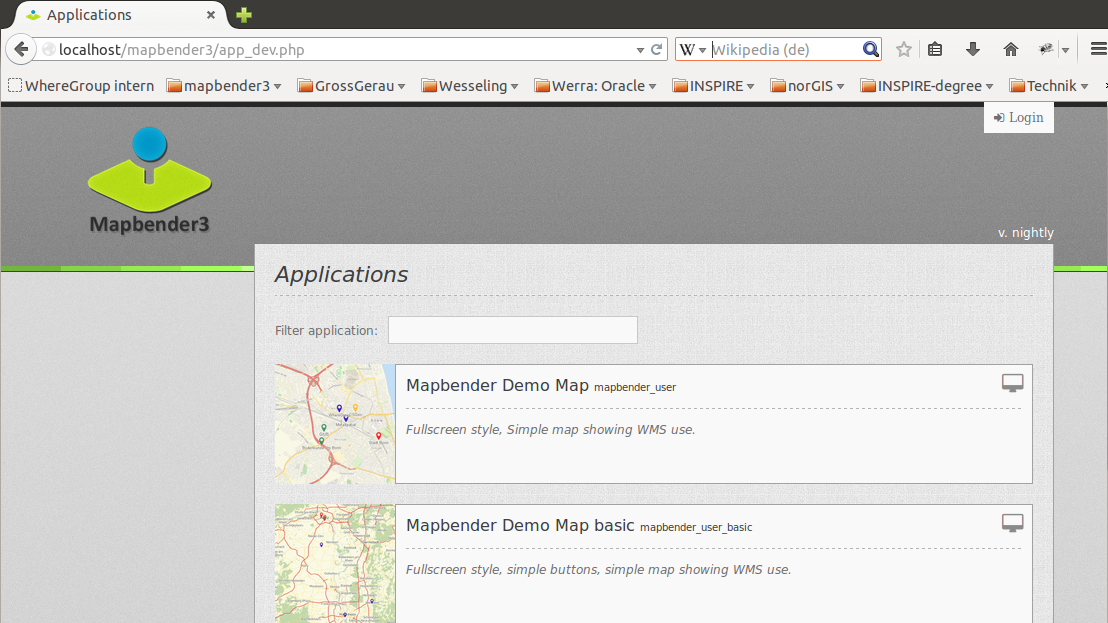 Applications
localhost/mapbender3/app_dev.php
W Wikipedia (de)
WhereGroup intern mapbender3 GrossGerau Wesseling Werra: Oracle INSPIRE norGIS INSPIRE-degree Technik
Login
Mapbender3
v. nightly
Applications
Filter application:
Mapbender Demo Map mapbender_user
Fullscreen style, Simple map showing WMS use.
Mapbender Demo Map basic mapbender_user_basic
Fullscreen style, simple buttons, simple map showing WMS use.